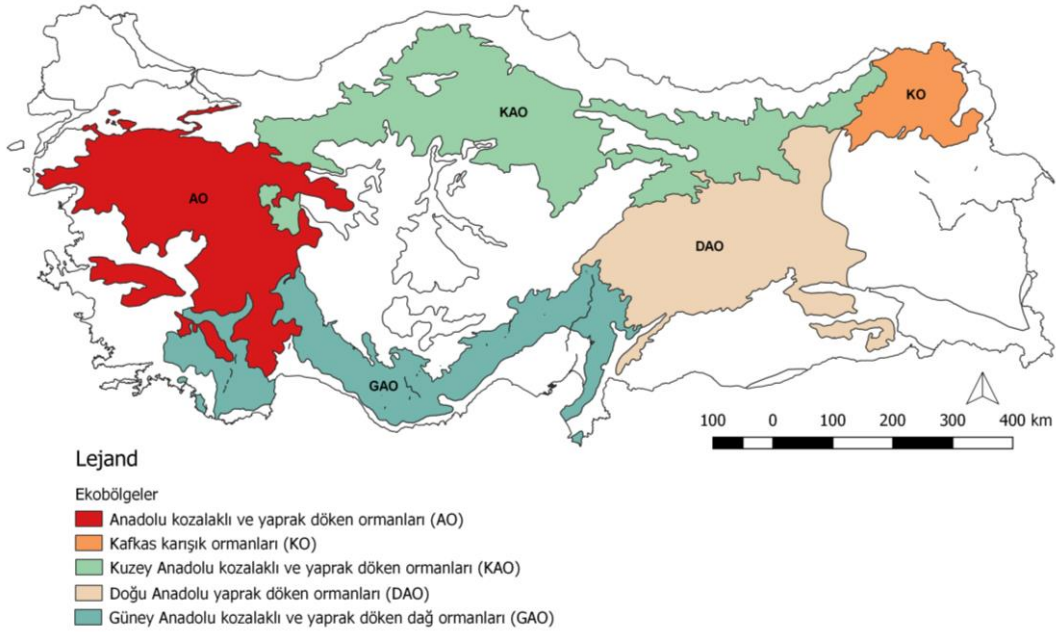 KO
KAO
AO
DAO
GAO
100 0 100 200 300 400 km
Lejand
Ekobölgeler
Anadolu kozalaklı ve yaprak döken ormanları (AO)
Kafkas karışık ormanları (KO)
Kuzey Anadolu kozalaklı ve yaprak döken ormanları (KAO)
Doğu Anadolu yaprak döken ormanları (DAO)
Güney Anadolu kozalaklı ve yaprak döken dağ ormanları (GAO)